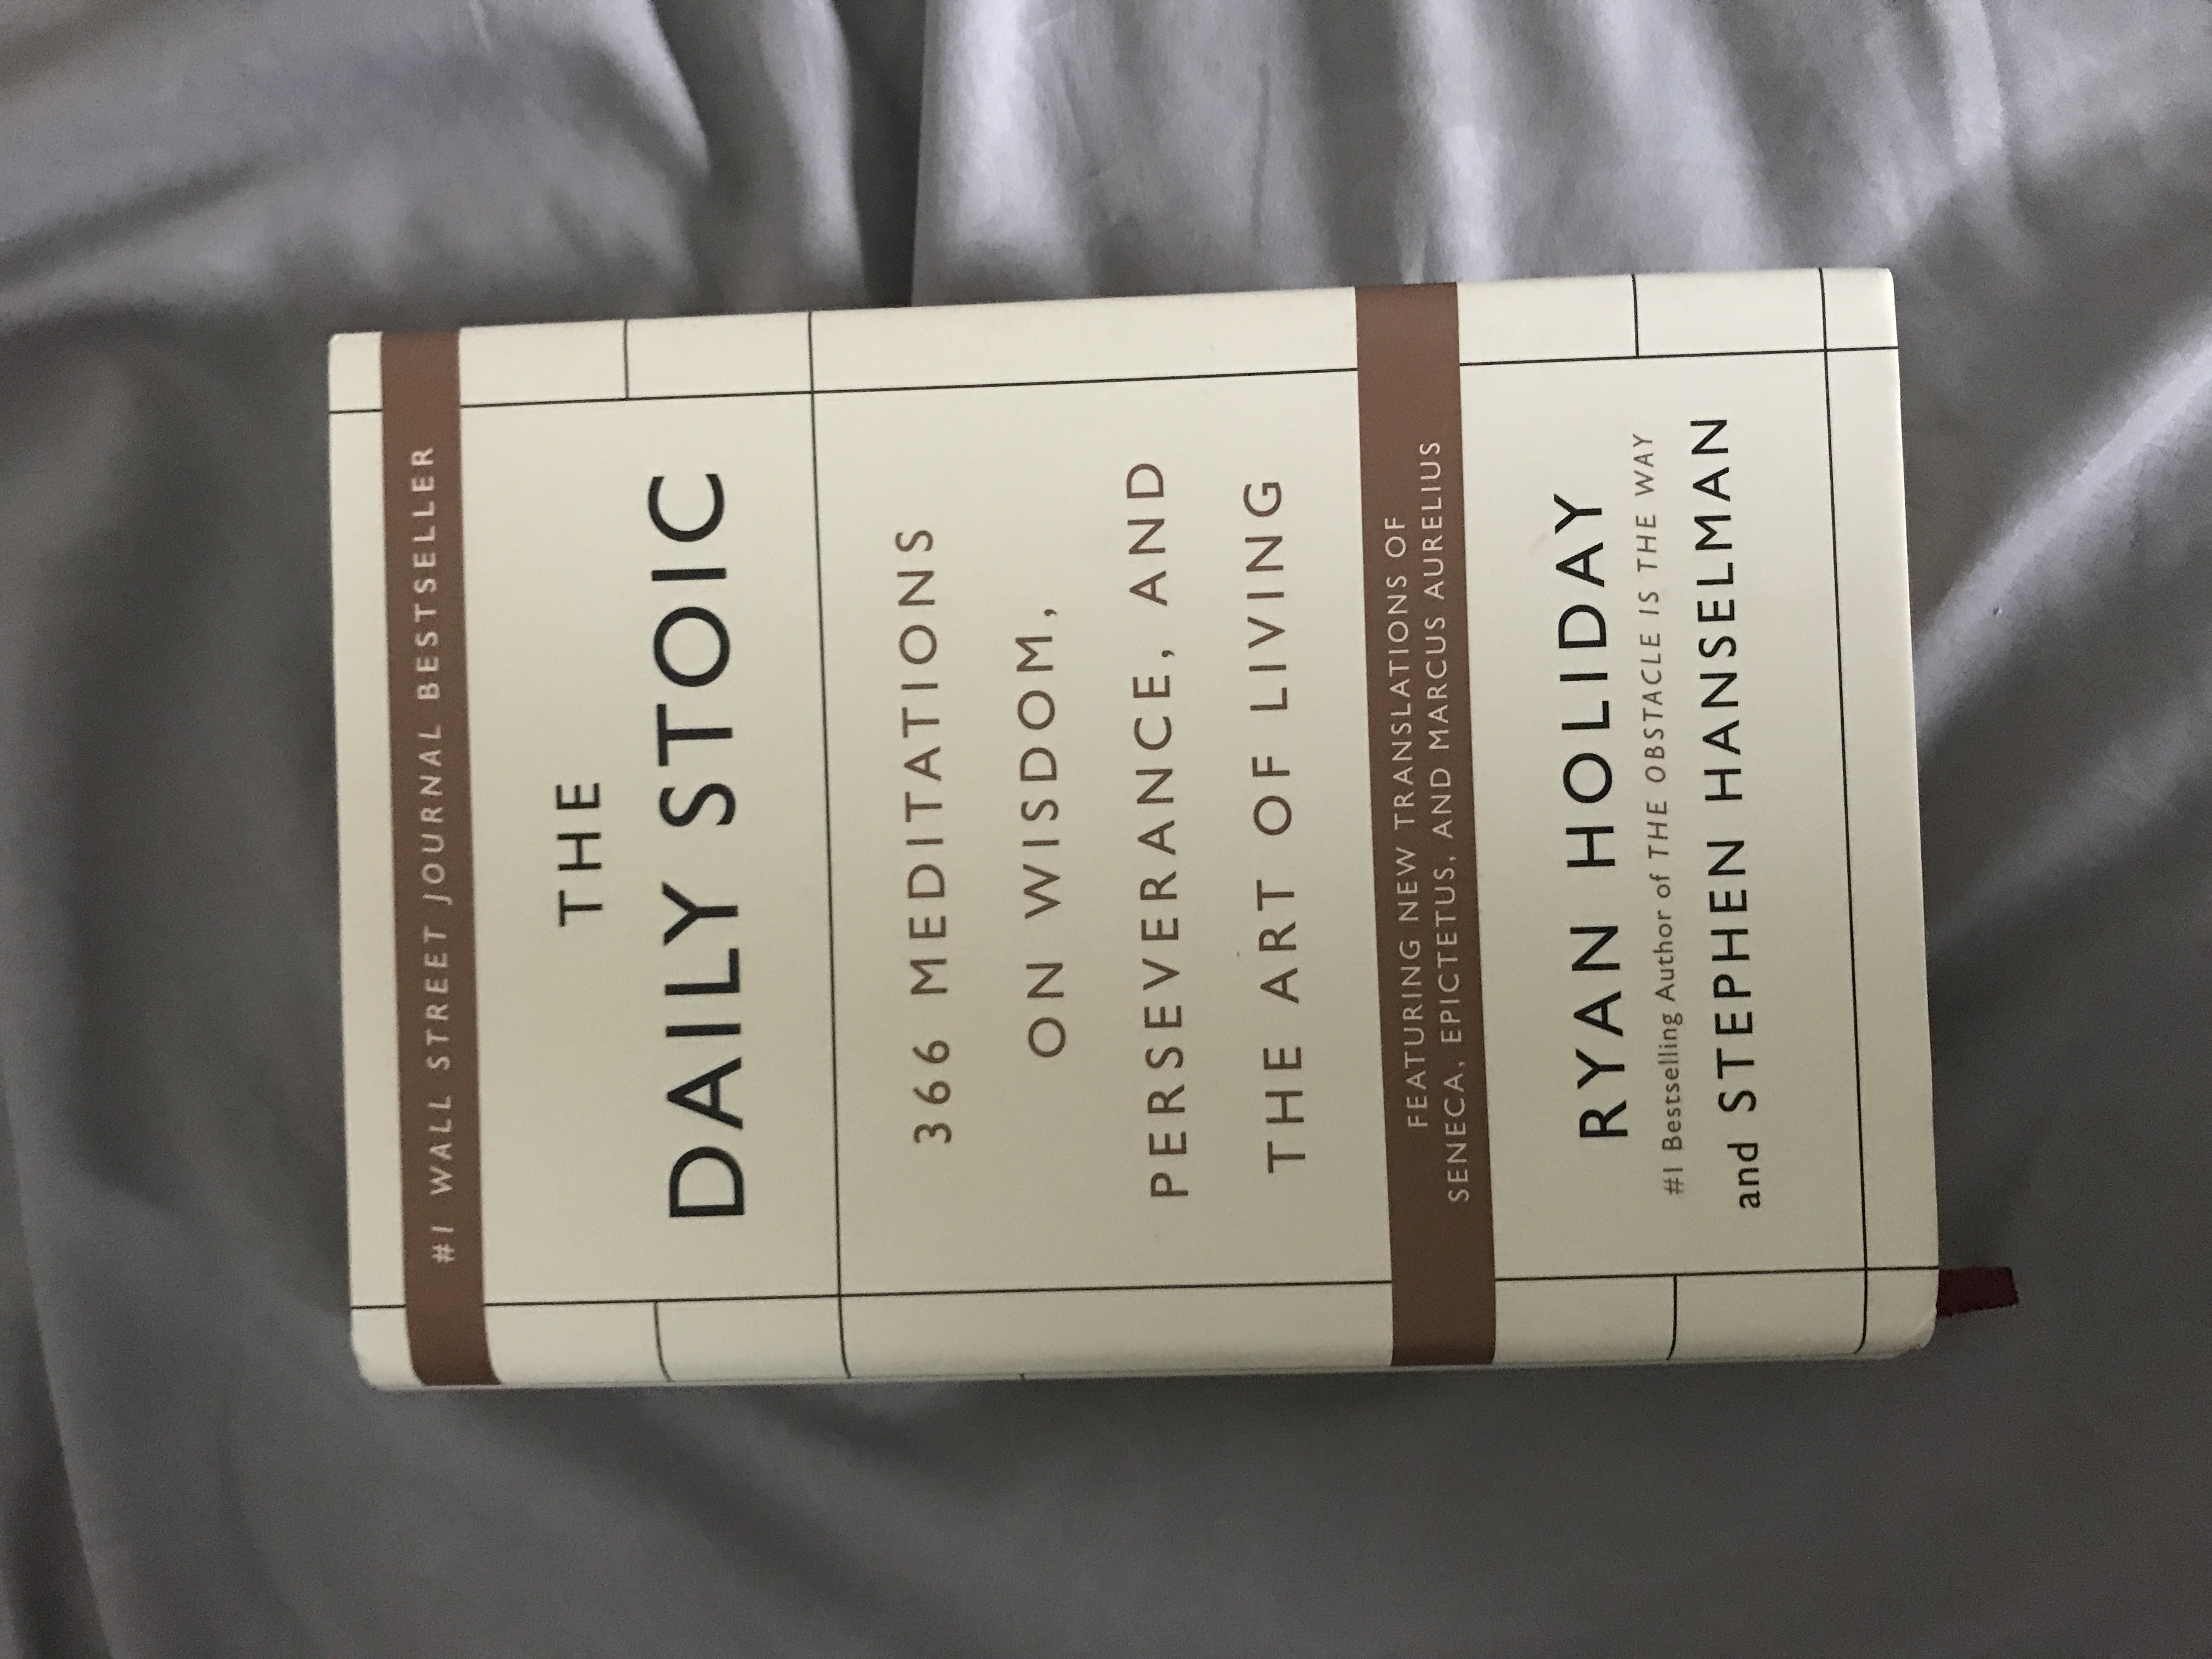 #1 WALL STREET JOURNAL BESTSELLER
THE
DAILY STOIC
366 MEDITATIONS
ON WISDOM,
PERSEVERANCE, AND
THE ART OF LIVING
FEATURING NEW TRANSLATIONS OF
SENECA, EPICTETUS, AND MARCUS AURELIUS
RYAN HOLIDAY
#1 Bestselling Author of THE OBSTACLE IS THE WAY
and STEPHEN HANSELMAN